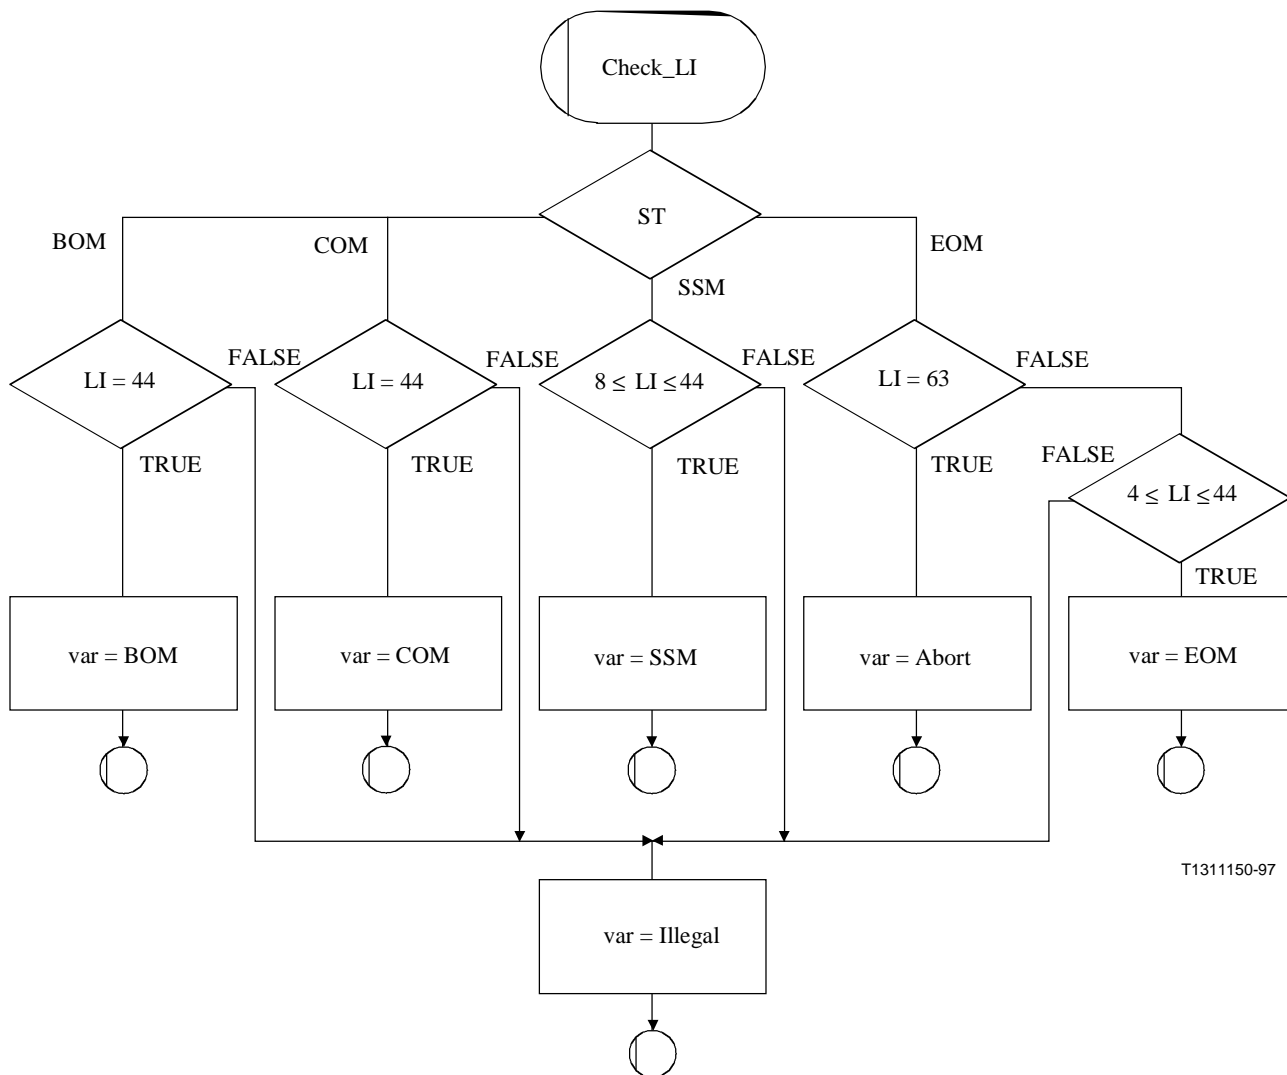 Check_LI
ST
BOM
COM
SSM
EOM
LI = 44
FALSE
LI = 44
FALSE
8 ≤ LI ≤ 44
FALSE
LI = 63
FALSE
TRUE
TRUE
TRUE
TRUE
FALSE
4 ≤ LI ≤ 44
TRUE
var = BOM
var = COM
var = SSM
var = Abort
var = EOM
T1311150-97
var = Illegal